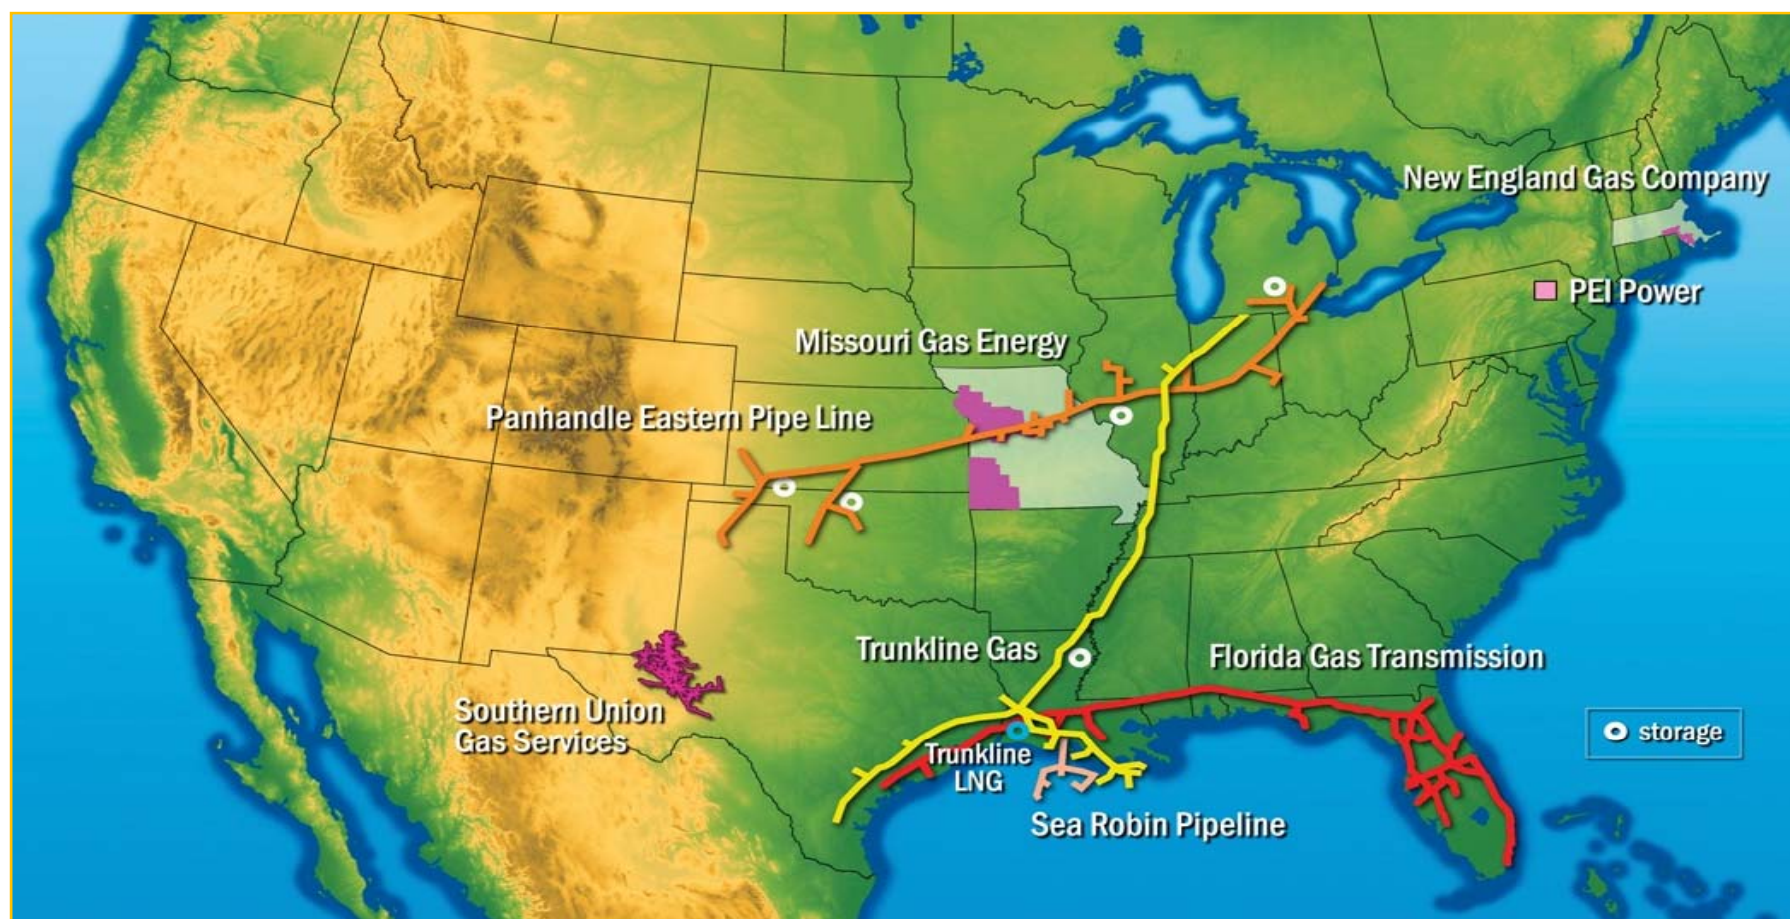 New England Gas Company
PEI Power
Missouri Gas Energy
Panhandle Eastern Pipe Line
Trunkline Gas
Florida Gas Transmission
Southern Union
Gas Services
storage
Trunkline
LNG
Sea Robin Pipeline